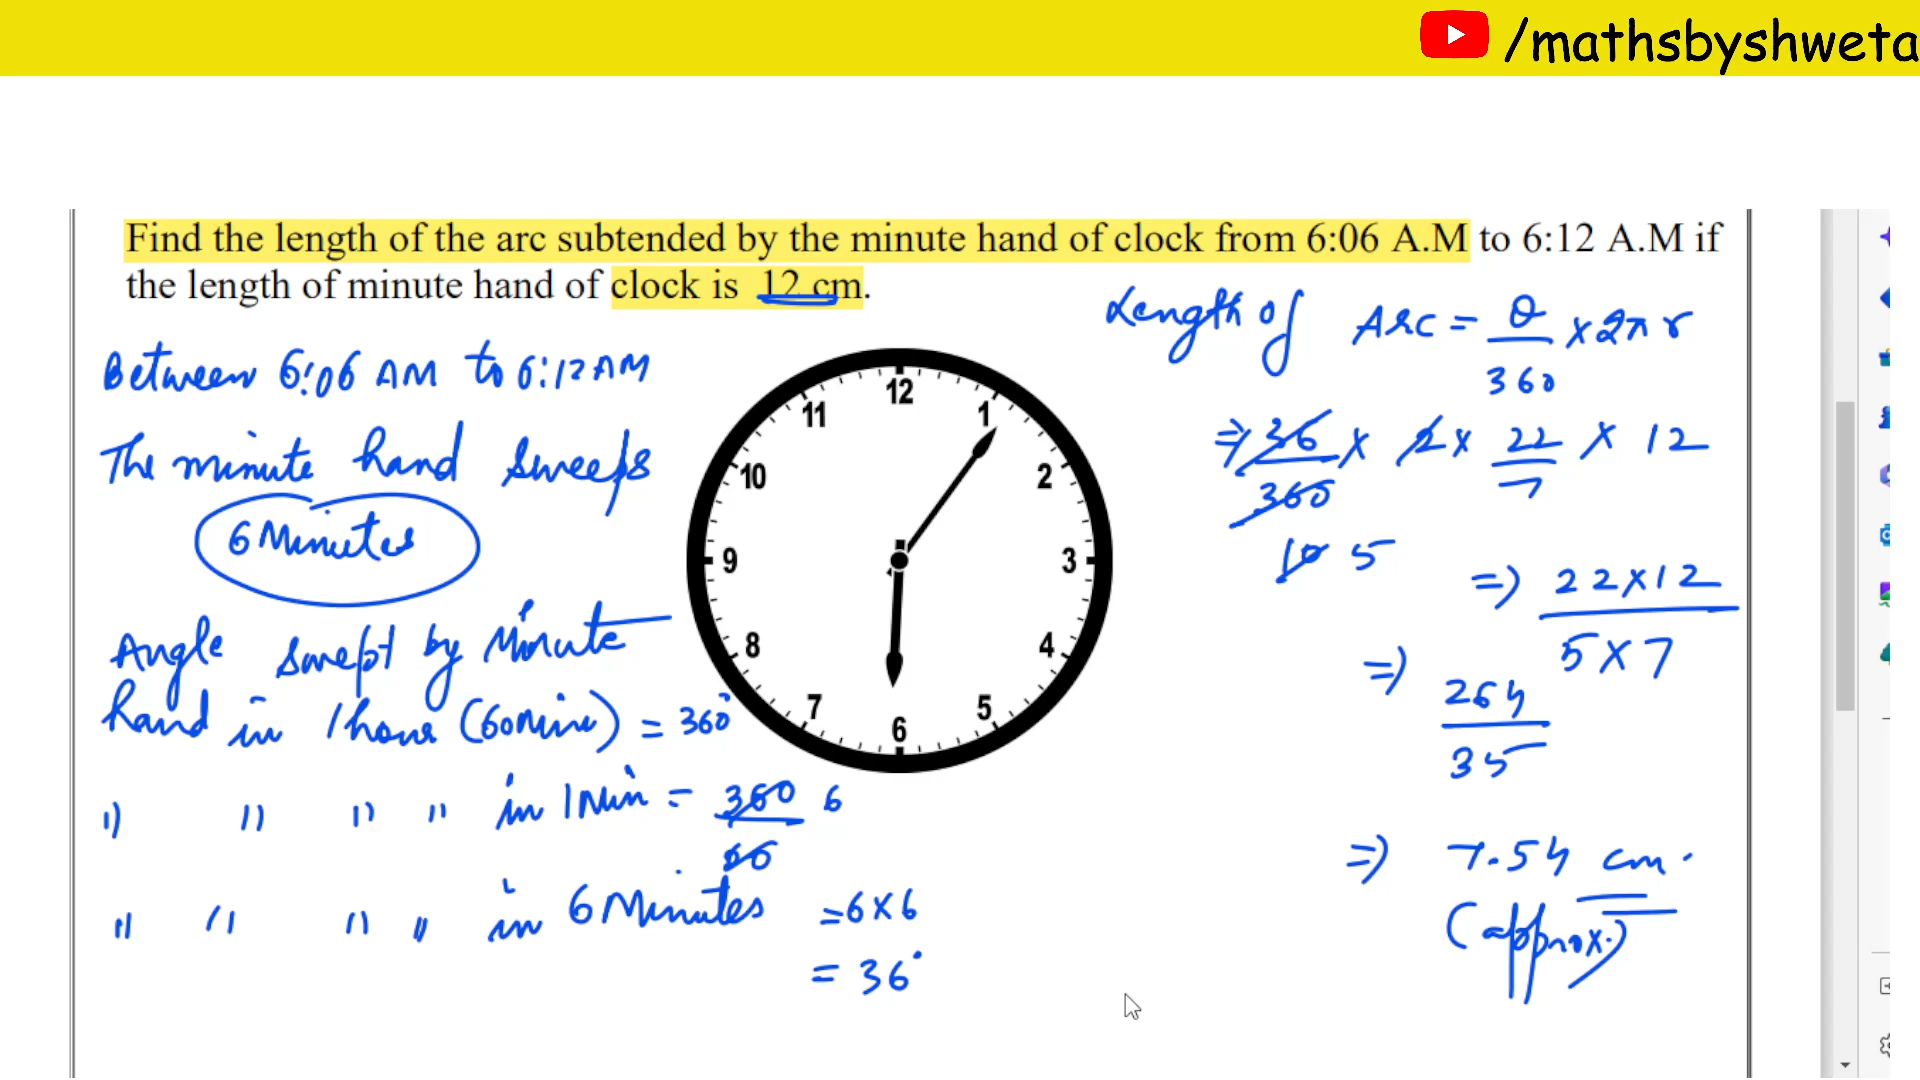 /mathsbyshweta
Find the length of the arc subtended by the minute hand of clock from 6:06 A.M to 6:12 A.M if
the length of minute hand of clock is 12 cm.
Between 6:06 AM to 6:12 AM
The minute hand sweeps
6 Minutes
Angle swept by Minute
hand in 1 hour (60 Mins) = 360°
" " " " in 1 Min = 360 6
60
" " " " in 6 Minutes = 6 × 6
= 36°
12
1
2
3
4
5
6
7
8
9
10
11
Length of Arc = θ × 2π r
360
⇒ 36 × 2 × 22 × 12
360 7
10 5
⇒ 22 × 12
5 × 7
⇒ 264
35
⇒ 7.54 cm.
(approx.)